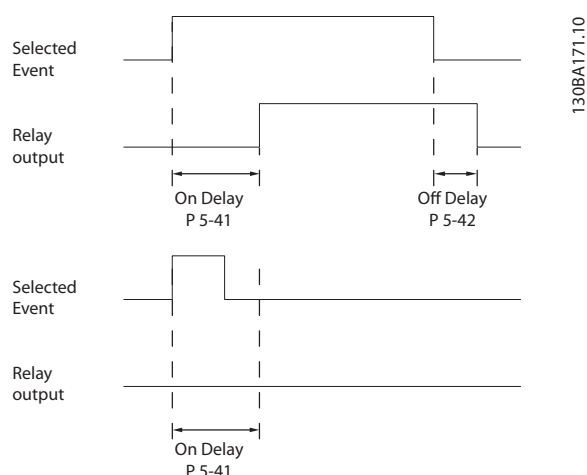 Selected
Event
130BA171.10
Relay
output
On Delay
P 5-41
Off Delay
P 5-42
Selected
Event
Relay
output
On Delay
P 5-41